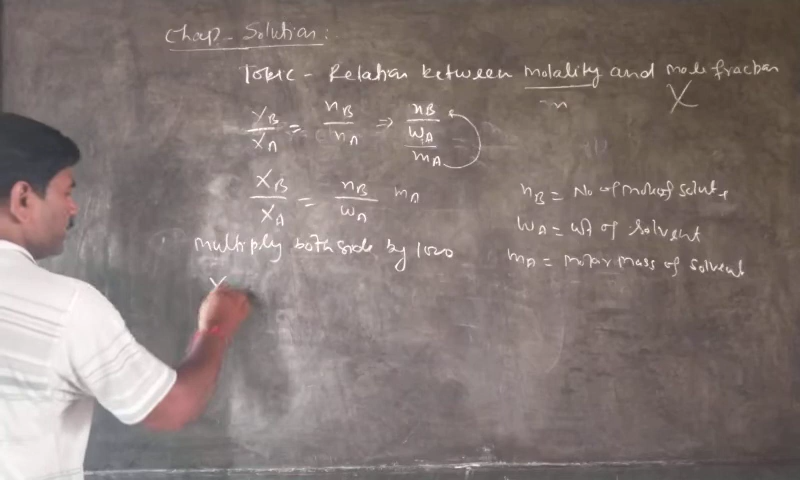 Chap - Solution:
Topic - Relation between molality and mole fraction
m X
X_B/X_A = n_B/n_A ⇒ n_B/(W_A/m_A)
X_B/X_A = n_B/W_A m_A
multiply both side by 1000
X
n_B = No of mole of solute
W_A = wt of solvent
m_A = molar mass of solvent